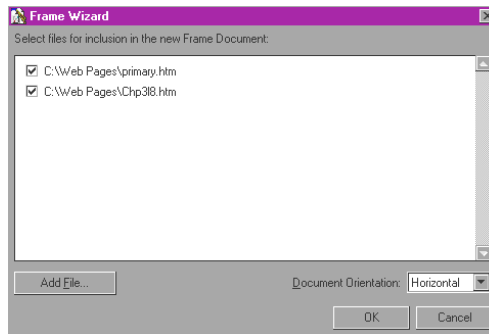 Frame Wizard
Select files for inclusion in the new Frame Document:
C:\Web Pages\primary.htm
C:\Web Pages\Chp3l8.htm
Add File...
Document Orientation: Horizontal
OK Cancel